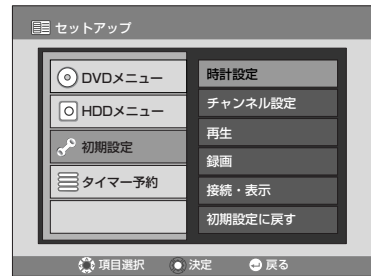 セットアップ
DVDメニュー
HDDメニュー
初期設定
タイマー予約
時計設定
チャンネル設定
再生
録画
接続・表示
初期設定に戻す
項目選択 決定 戻る